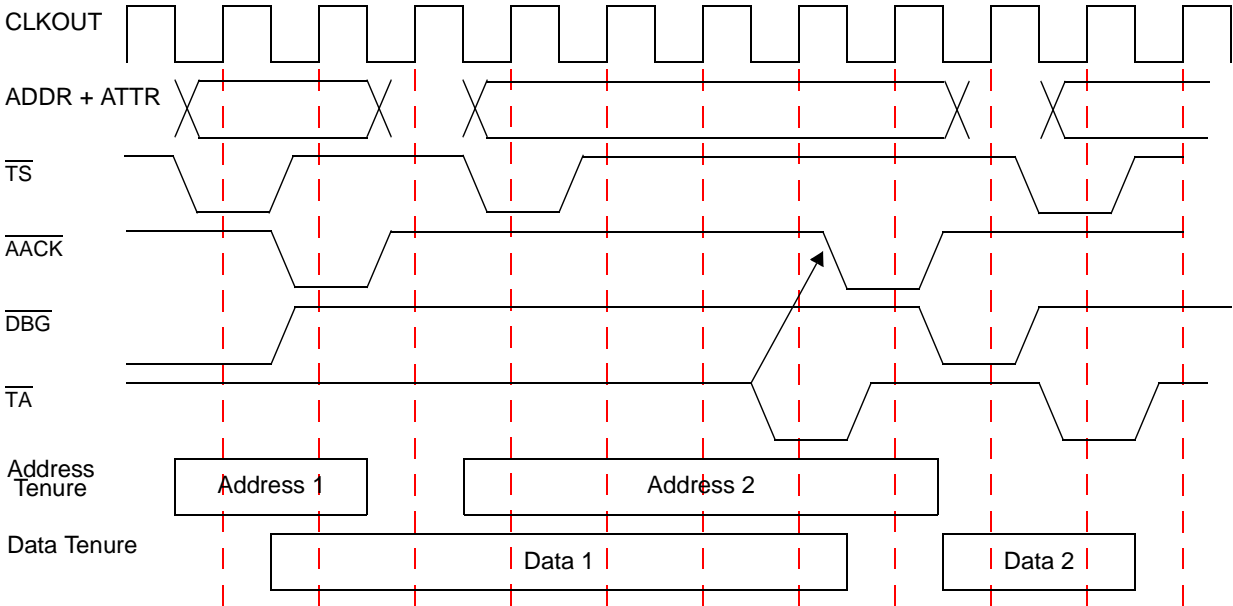 CLKOUT
ADDR + ATTR
TS
AACK
DBG
TA
Address
Tenure
Address 1
Address 2
Data Tenure
Data 1
Data 2